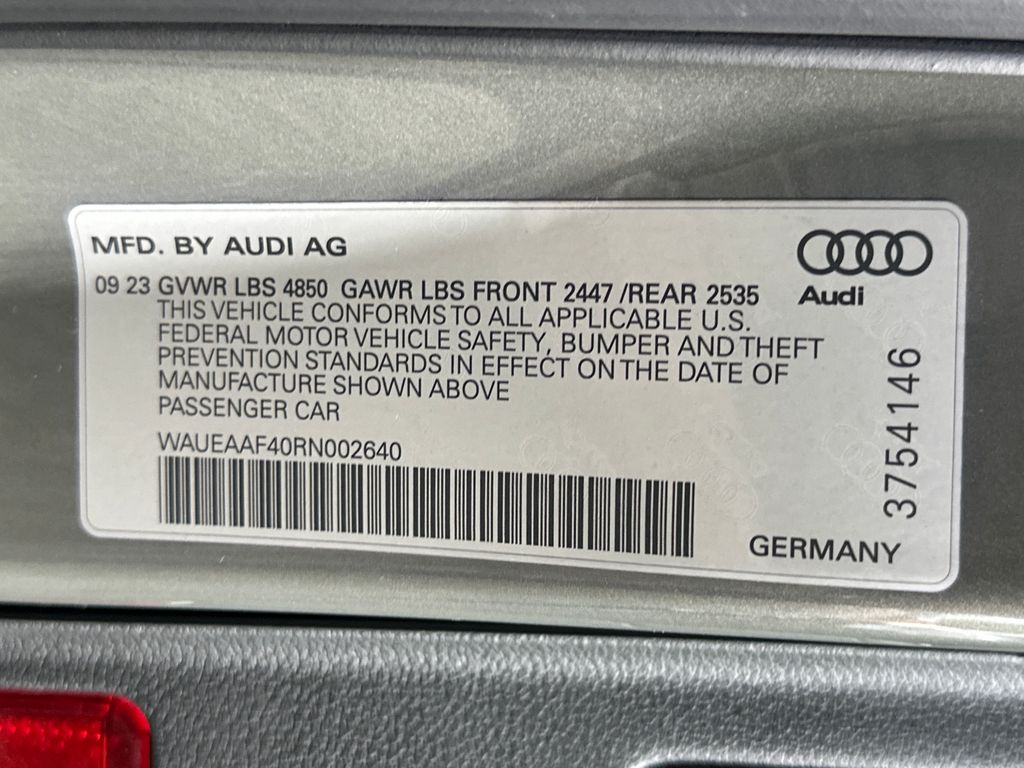 MFD. BY AUDI AG
09 23 GVWR LBS 4850 GAWR LBS FRONT 2447 /REAR 2535
THIS VEHICLE CONFORMS TO ALL APPLICABLE U.S.
FEDERAL MOTOR VEHICLE SAFETY, BUMPER AND THEFT
PREVENTION STANDARDS IN EFFECT ON THE DATE OF
MANUFACTURE SHOWN ABOVE
PASSENGER CAR
WAUEAAF40RN002640
Audi
3754146
GERMANY